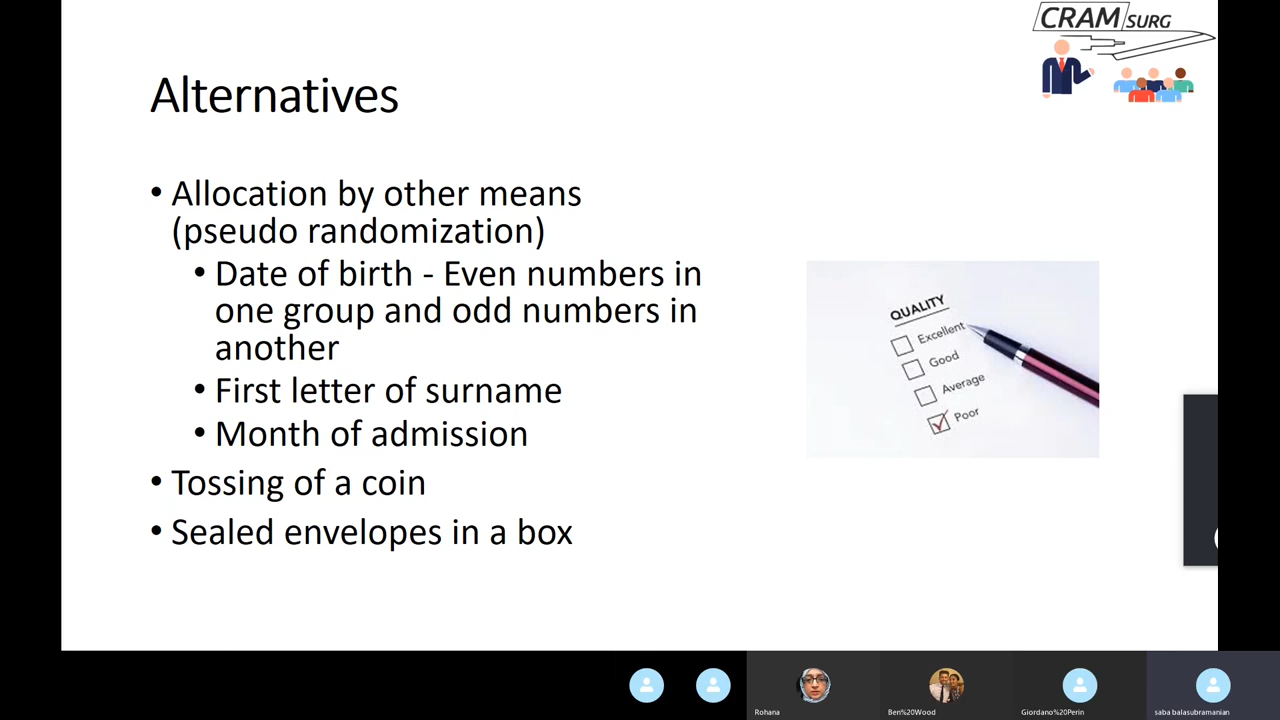 CRAM SURG
Alternatives
• Allocation by other means
(pseudo randomization)
• Date of birth - Even numbers in
one group and odd numbers in
another
• First letter of surname
• Month of admission
• Tossing of a coin
• Sealed envelopes in a box
QUALITY
Excellent
Good
Average
Poor
Rohana
Ben%20Wood
Giordano%20Perin
saba balasubramanian